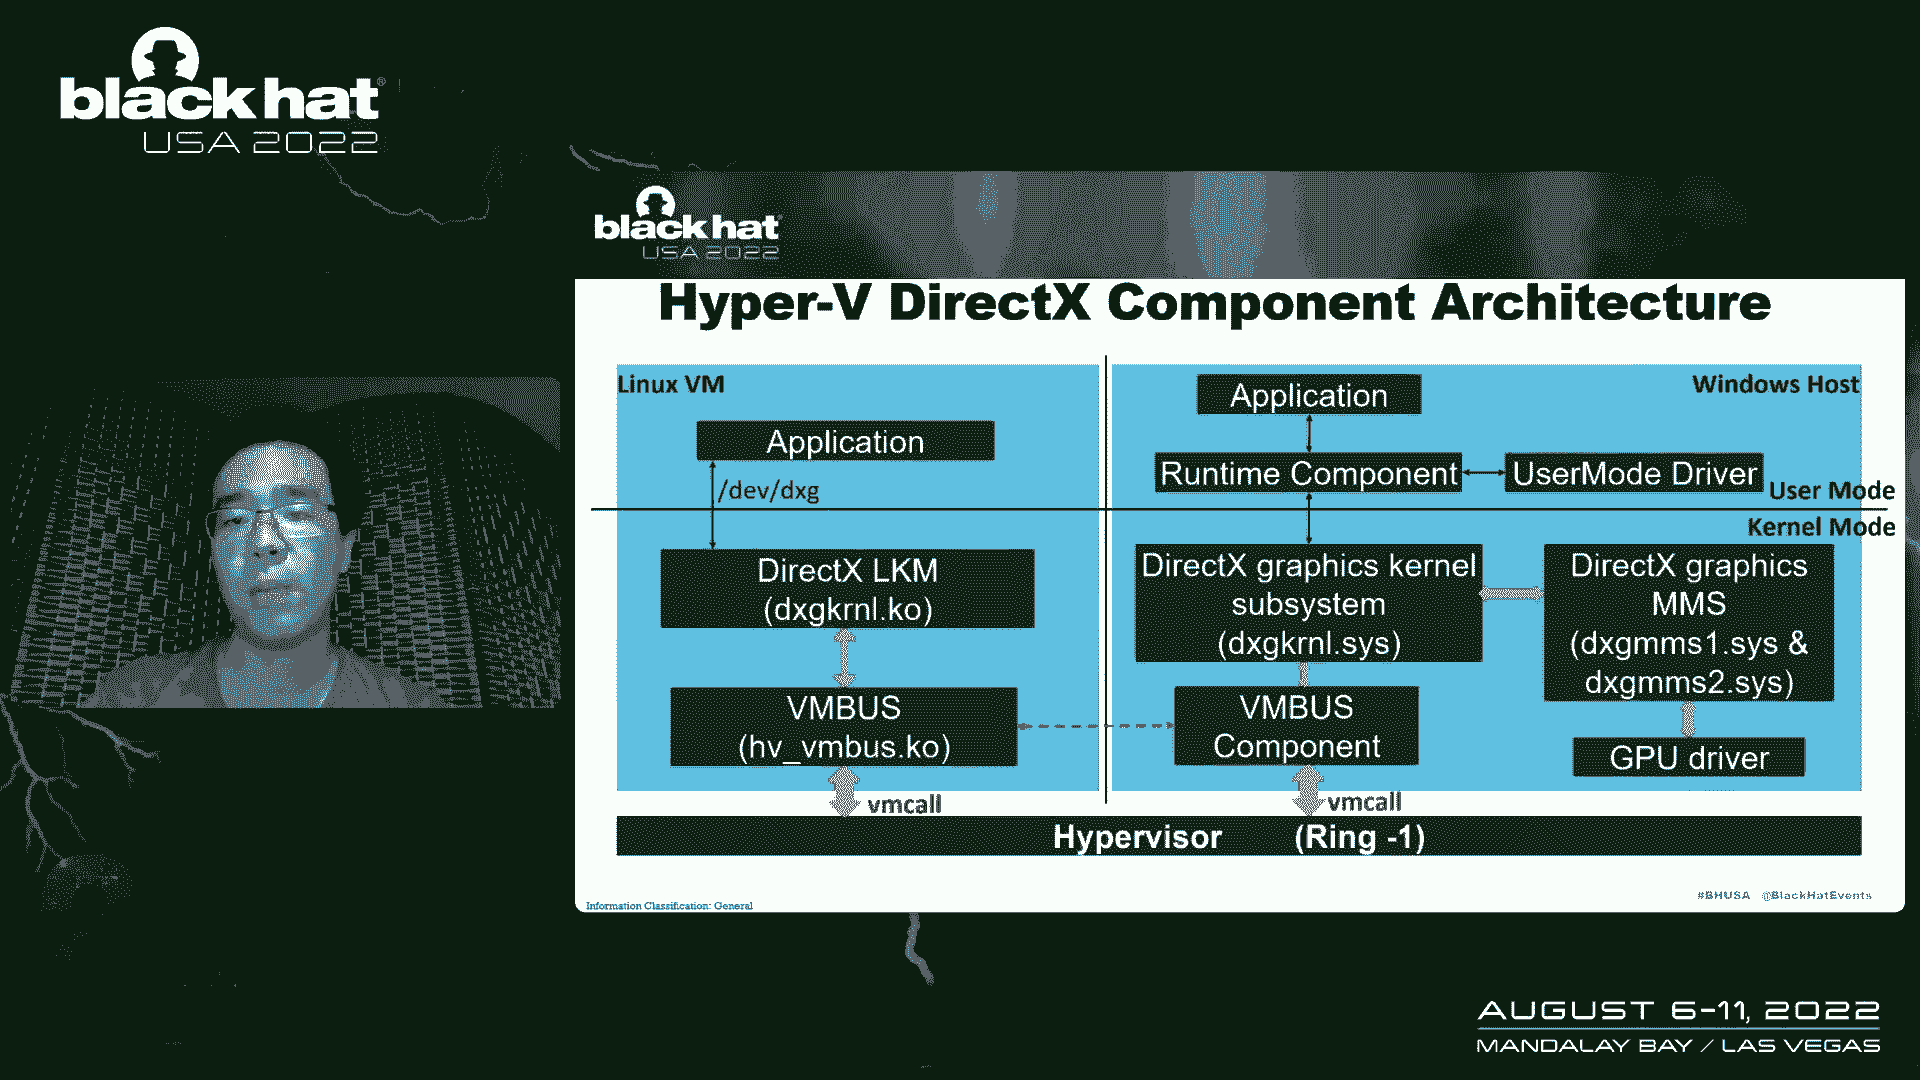 black hat®
USA 2022
black hat
USA 2022
Hyper-V DirectX Component Architecture
Linux VM
Application
/dev/dxg
DirectX LKM
(dxgkrnl.ko)
VMBUS
(hv_vmbus.ko)
vmcall
Windows Host
Application
Runtime Component
UserMode Driver
User Mode
Kernel Mode
DirectX graphics kernel
subsystem
(dxgkrnl.sys)
DirectX graphics
MMS
(dxgmms1.sys &
dxgmms2.sys)
VMBUS
Component
GPU driver
vmcall
Hypervisor (Ring -1)
#BHUSA @BlackHatEvents
Information Classification: General
AUGUST 6-11, 2022
MANDALAY BAY / LAS VEGAS